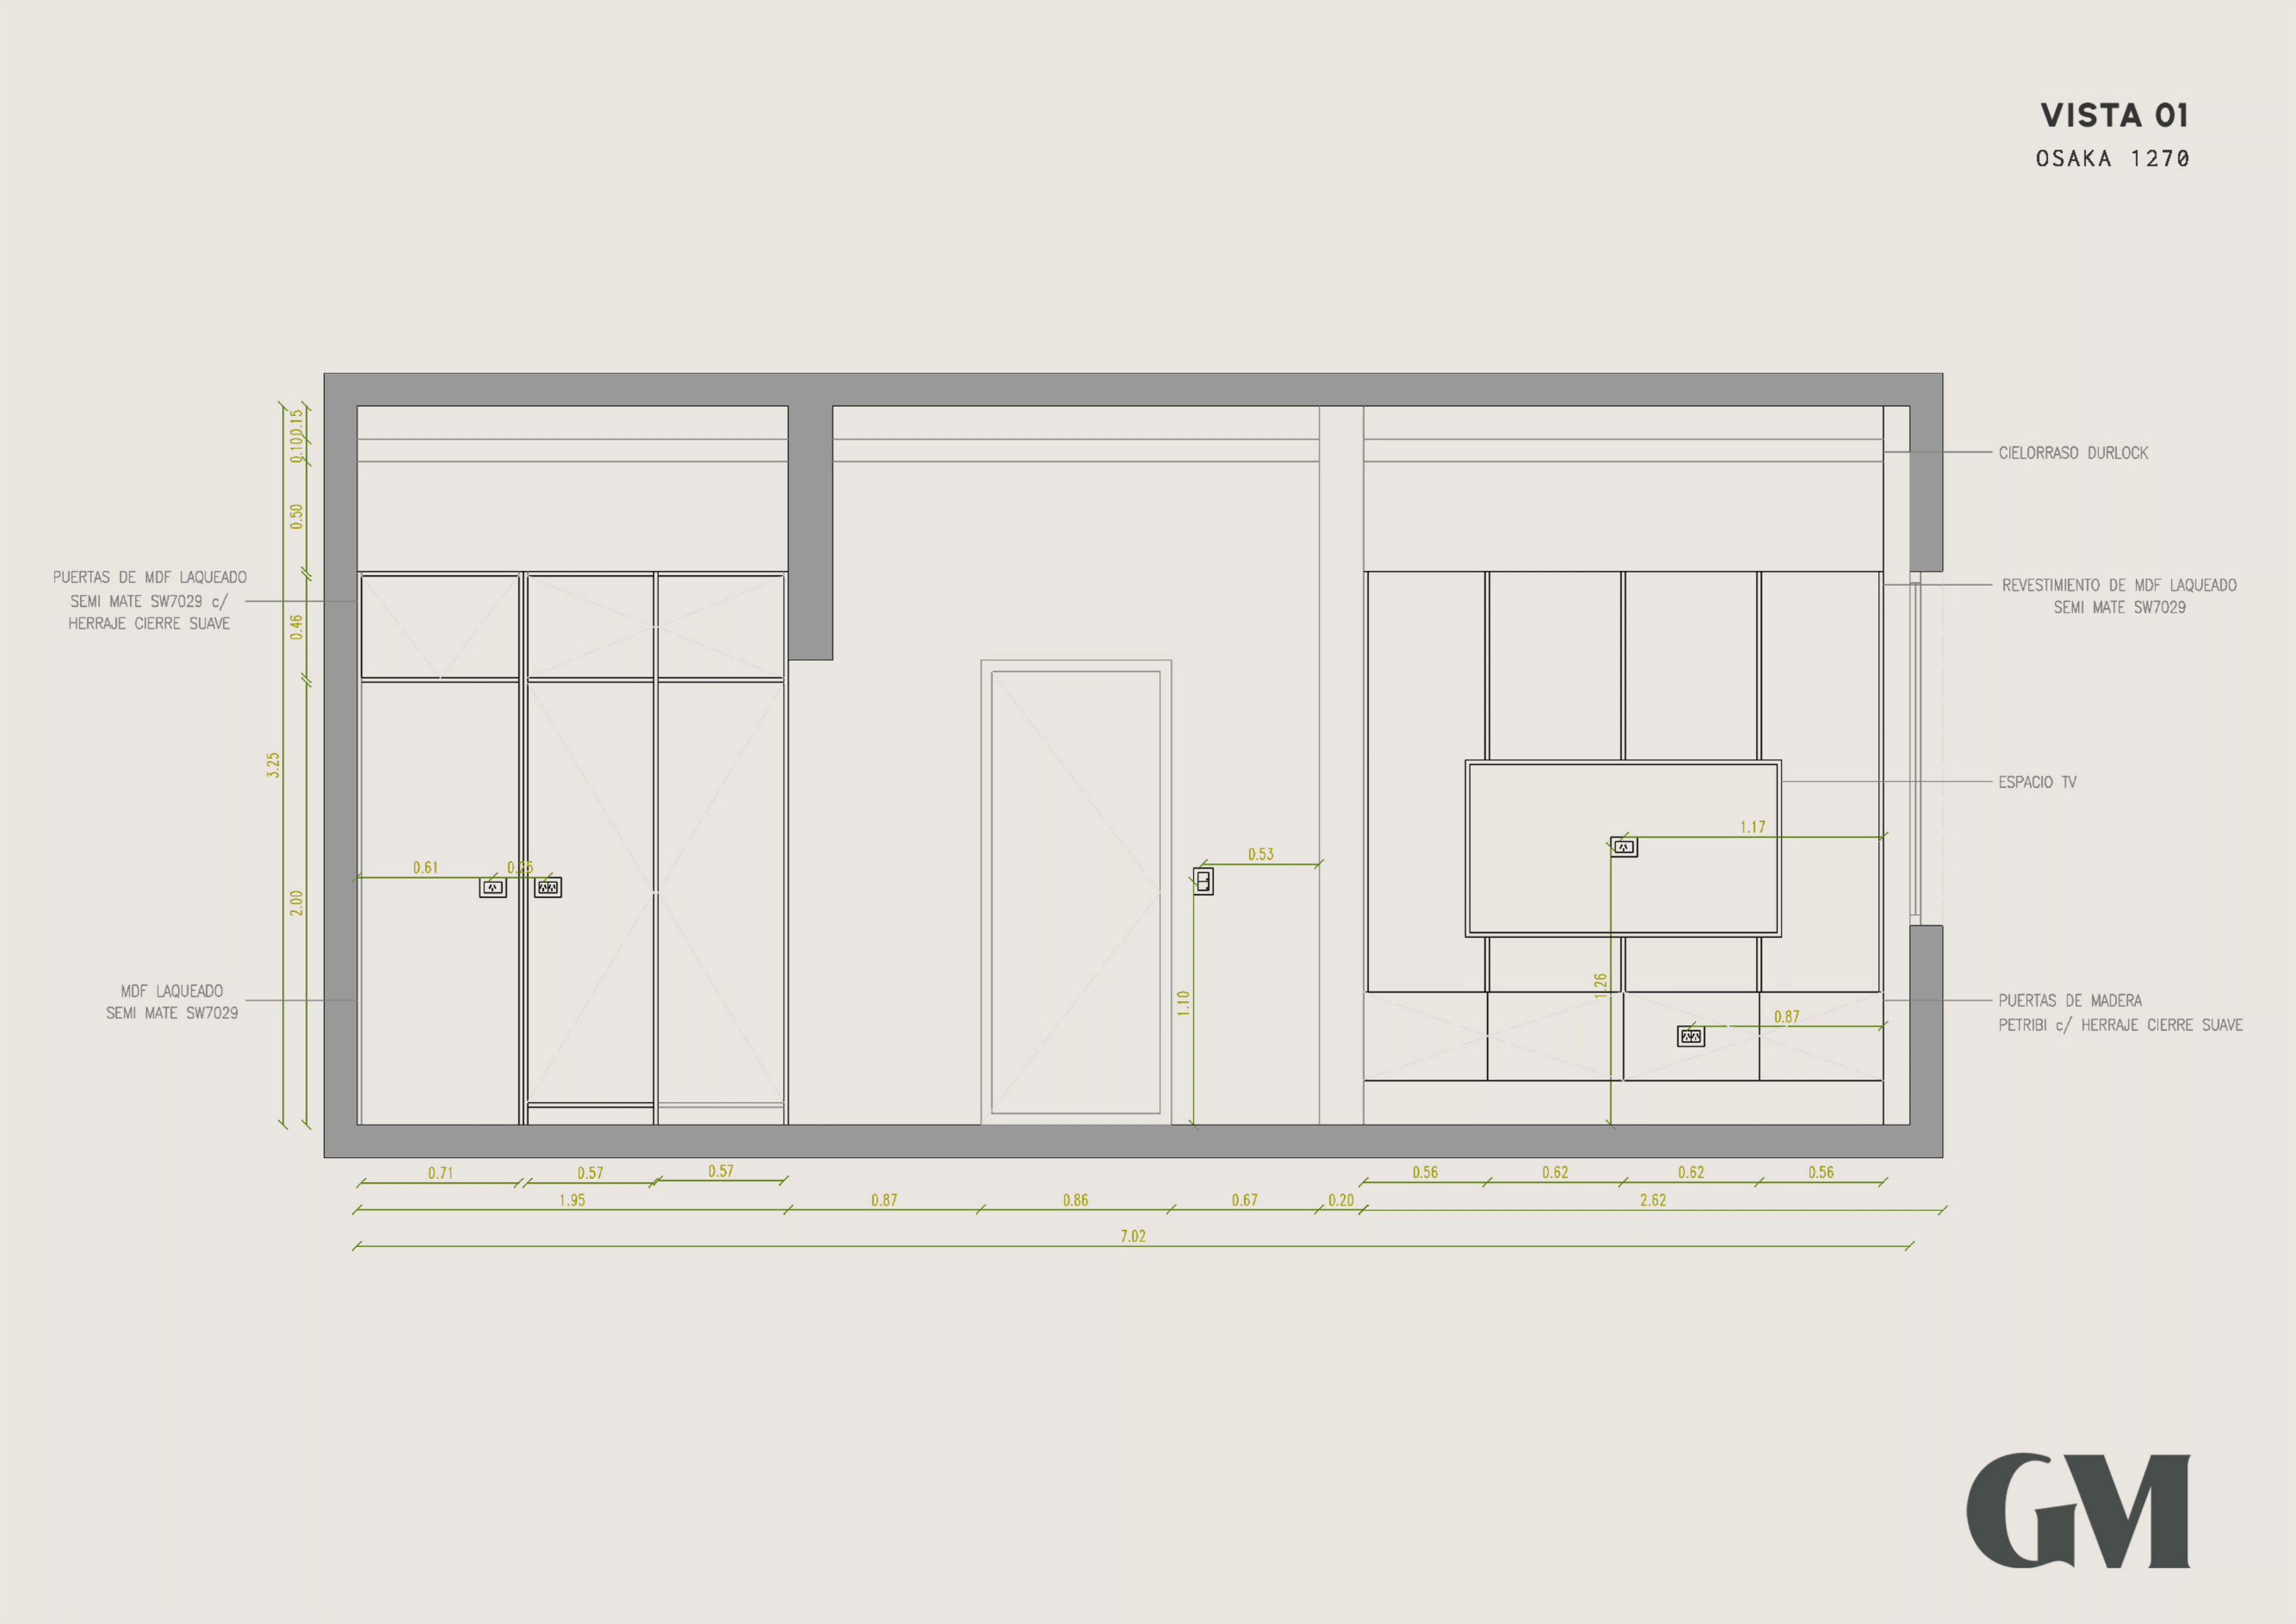 VISTA 01
OSAKA 1270
0.15
0.10
0.50
0.46
3.25
2.00
PUERTAS DE MDF LAQUEADO
SEMI MATE SW7029 c/
HERRAJE CIERRE SUAVE
MDF LAQUEADO
SEMI MATE SW7029
CIELORRASO DURLOCK
REVESTIMIENTO DE MDF LAQUEADO
SEMI MATE SW7029
ESPACIO TV
PUERTAS DE MADERA
PETRIBI c/ HERRAJE CIERRE SUAVE
0.61
0.53
1.17
1.10
1.26
0.87
0.71
0.57
0.57
0.56
0.62
0.62
0.56
1.95
0.87
0.86
0.67
0.20
2.62
7.02
GM